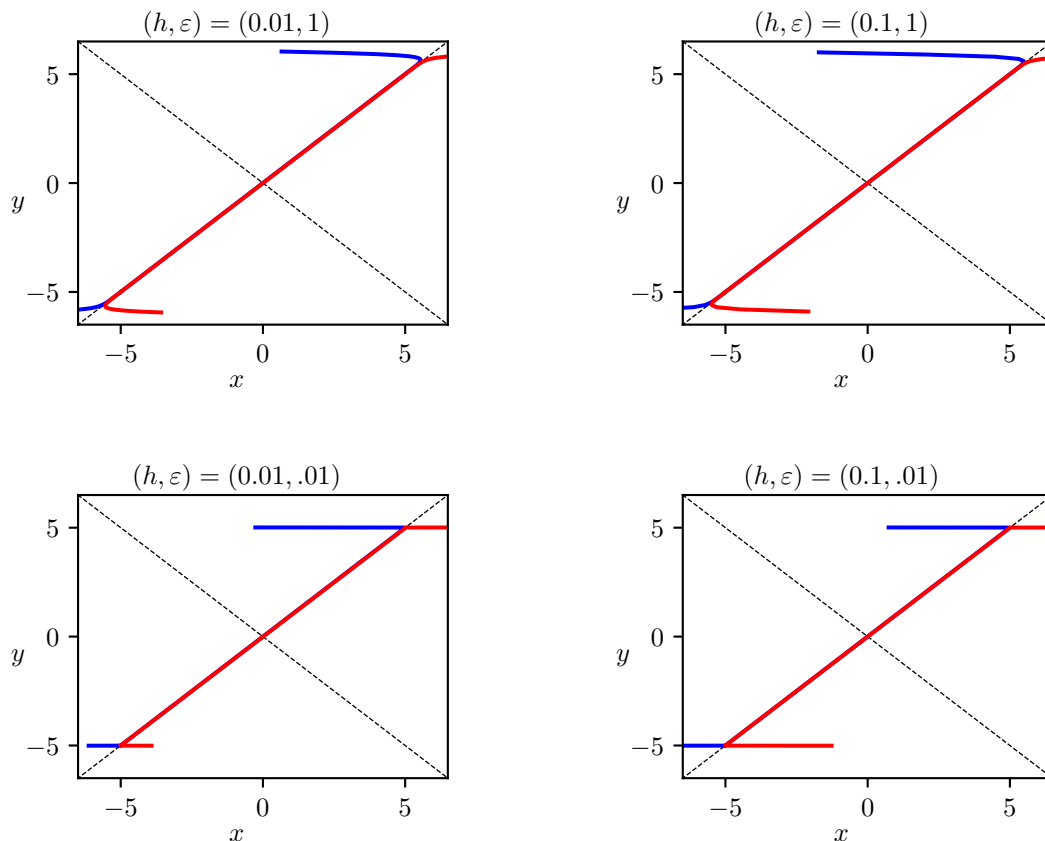 (h, ε) = (0.01, 1)
5
0
−5
y
−5 0 5
x
(h, ε) = (0.1, 1)
5
0
−5
y
−5 0 5
x
(h, ε) = (0.01, .01)
5
0
−5
y
−5 0 5
x
(h, ε) = (0.1, .01)
5
0
−5
y
−5 0 5
x